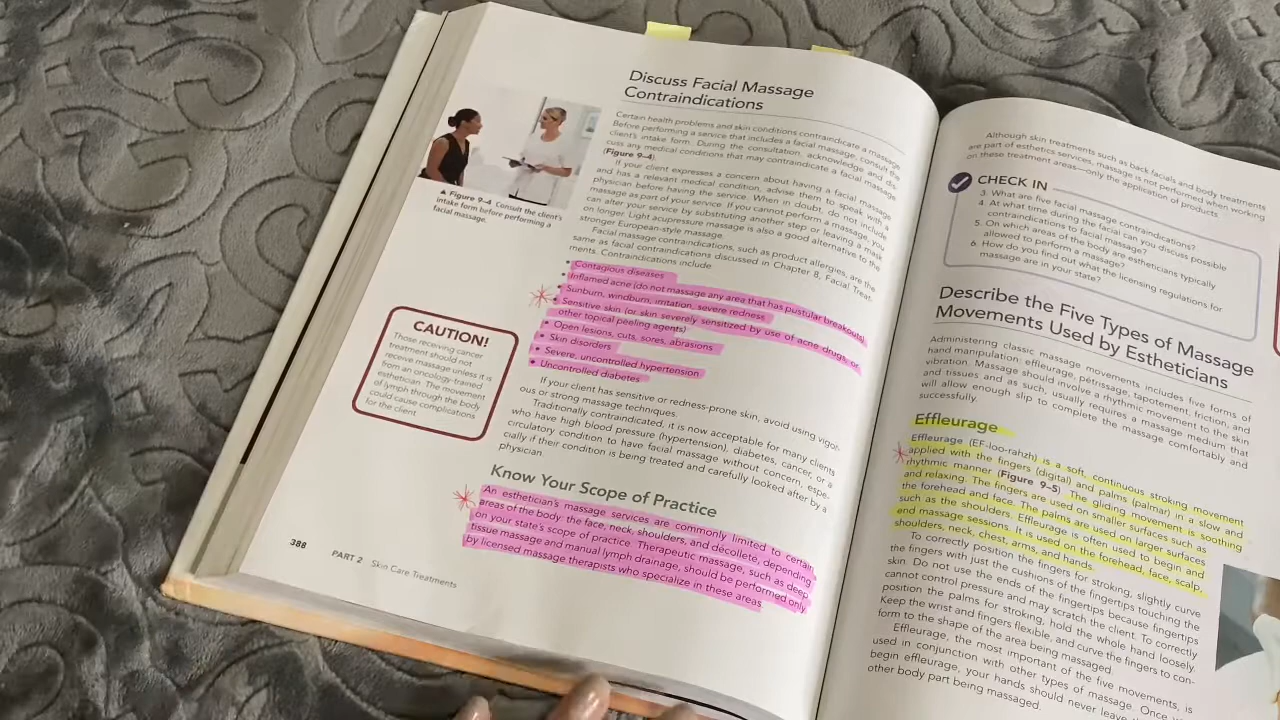 Discuss Facial Massage
Contraindications
Certain health problems and skin conditions contraindicate a massage.
Before performing a service that includes a facial massage, consult the
client's intake form. During the consultation, acknowledge and dis-
cuss any medical conditions that may contraindicate a facial massage
(Figure 9–4).
If your client expresses a concern about having a facial massage
and has a relevant medical condition, advise them to speak with a
physician before having the service. When in doubt, do not include
massage as part of your service. If you cannot perform a massage, you
can alter your service by substituting another step or leaving a mask
on longer. Light acupressure massage is also a good alternative to the
stronger European-style massage.
Facial massage contraindications, such as product allergies, are the
same as facial contraindications discussed in Chapter 8, Facial Treat-
ments. Contraindications include
• Contagious diseases
• Inflamed acne (do not massage any area that has pustular breakouts)
• Sunburn, windburn, irritation, severe redness
• Sensitive skin (or skin severely sensitized by use of acne drugs or
other topical peeling agents)
• Open lesions, cuts, sores, abrasions
• Skin disorders
• Severe, uncontrolled hypertension
• Uncontrolled diabetes
If your client has sensitive or redness-prone skin, avoid using vigor-
ous or strong massage techniques.
Traditionally contraindicated, it is now acceptable for many clients
who have high blood pressure (hypertension), diabetes, cancer, or a
circulatory condition to have facial massage without concern, espe-
cially if their condition is being treated and carefully looked after by a
physician.
Know Your Scope of Practice
An esthetician's massage services are commonly limited to certain
areas of the body: the face, neck, shoulders, and décolleté, depending
on your state's scope of practice. Therapeutic massage, such as deep
tissue massage and manual lymph drainage, should be performed only
by licensed massage therapists who specialize in these areas
▲ Figure 9–4 Consult the client's
intake form before performing a
facial massage.
CAUTION!
Those receiving cancer
treatment should not
receive massage unless it is
from an oncology-trained
esthetician. The movement
of lymph through the body
could cause complications
for the client.
388
PART 2 Skin Care Treatments
Although skin treatments such as back facials and body treatments
are part of esthetics services, massage is not performed when working
on these treatment areas—only the application of products.
CHECK IN
3. What are five facial massage contraindications?
4. At what time during the facial can you discuss possible
contraindications to facial massage?
5. On which areas of the body are estheticians typically
allowed to perform a massage?
6. How do you find out what the licensing regulations for
massage are in your state?
Describe the Five Types of Massage
Movements Used by Estheticians
Administering classic massage movements includes five forms of
hand manipulation: effleurage, pétrissage, tapotement, friction, and
vibration. Massage should involve a rhythmic movement to the skin
and tissues and as such, usually requires a massage medium that
will allow enough slip to complete the massage comfortably and
successfully.
Effleurage
Effleurage (EF-loo-rahzh) is a soft, continuous stroking movement
applied with the fingers (digital) and palms (palmar) in a slow and
rhythmic manner (Figure 9–5). The gliding movement is soothing
and relaxing. The fingers are used on smaller surfaces such as
the forehead and face. The palms are used on larger surfaces
such as the shoulders. Effleurage is often used to begin and
end massage sessions. It is used on the forehead, face, scalp,
shoulders, neck, chest, arms, and hands.
To correctly position the fingers for stroking, slightly curve
the fingers with just the cushions of the fingertips touching the
skin. Do not use the ends of the fingertips because fingertips
cannot control pressure and may scratch the client. To correctly
position the palms for stroking, hold the whole hand loosely.
Keep the wrist and fingers flexible, and curve the fingers to con-
form to the shape of the area being massaged.
Effleurage, the most important of the five movements, is
used in conjunction with other types of massage. Once you
begin effleurage, your hands should never leave the
other body part being massaged.